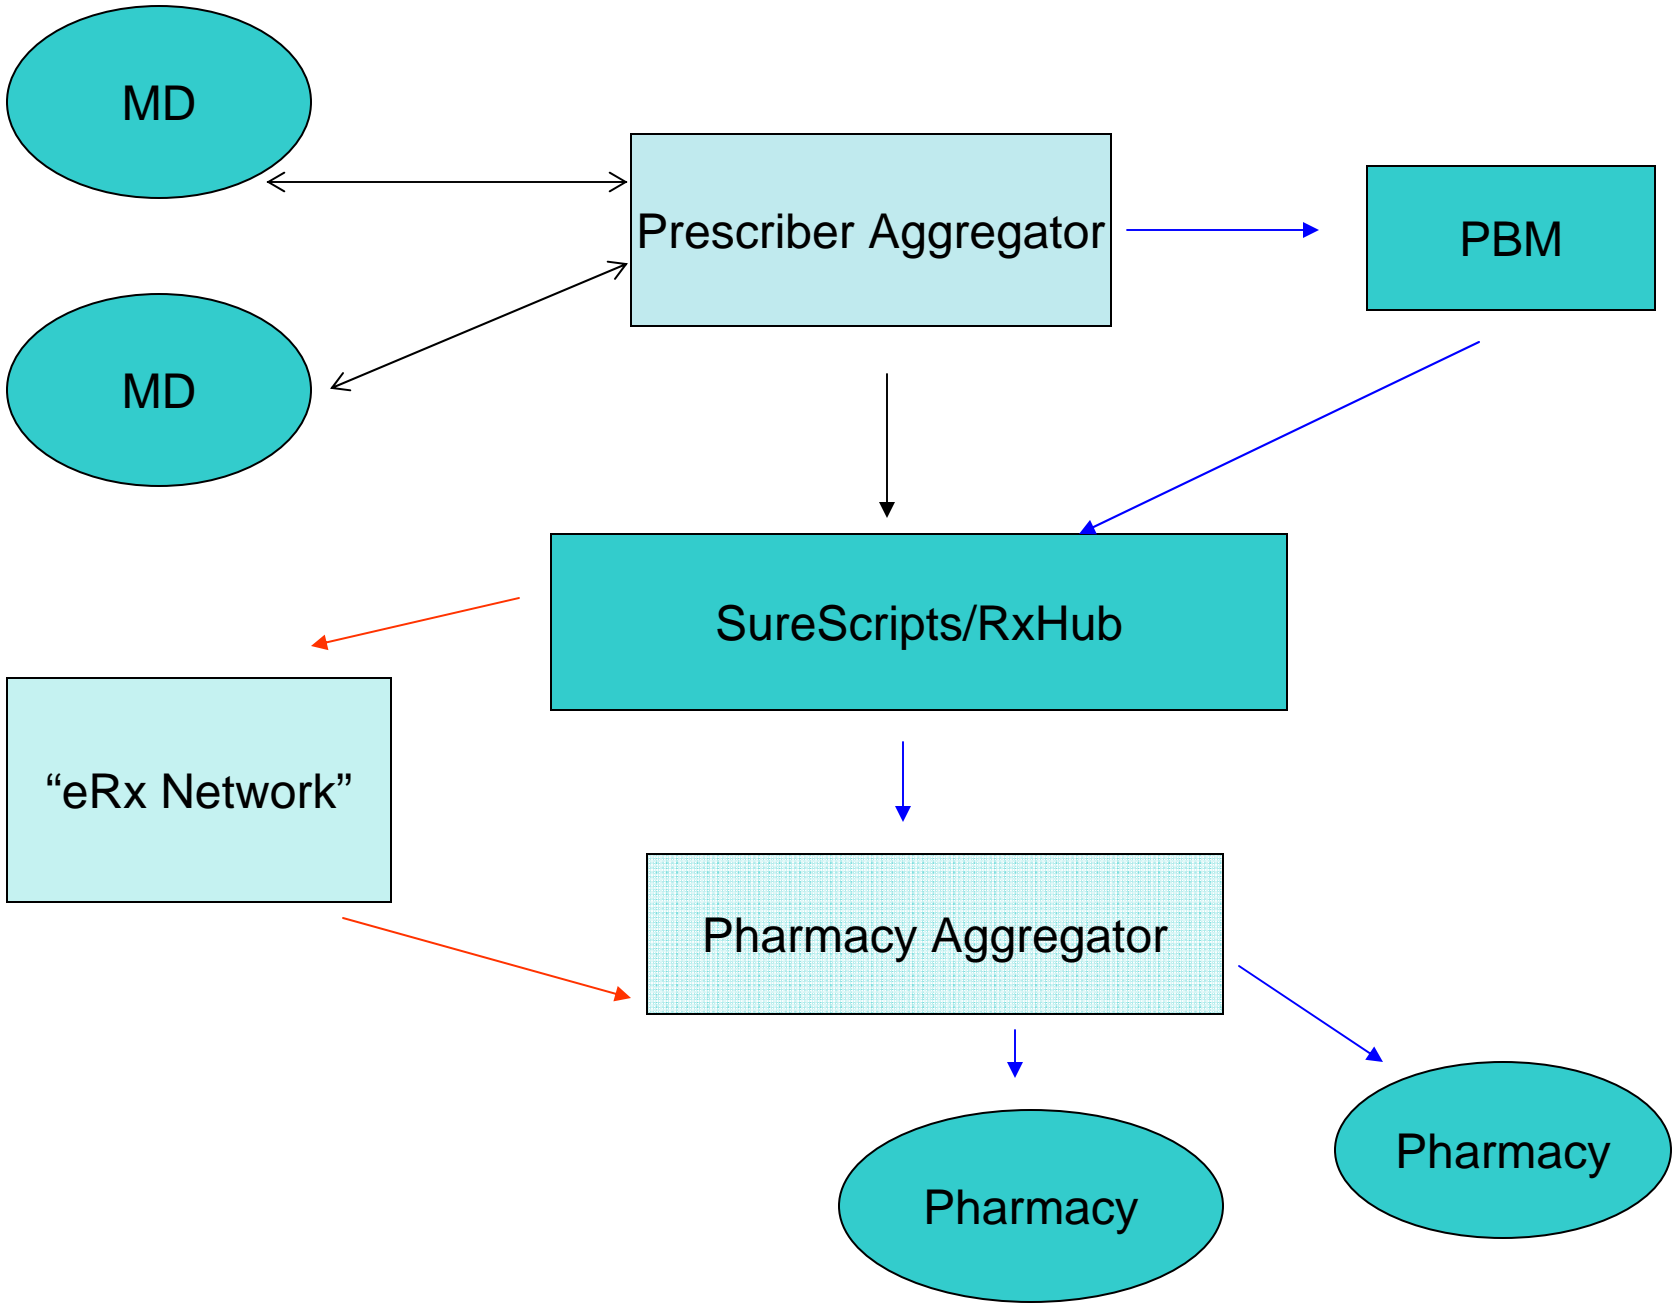 MD
Prescriber Aggregator
PBM
MD
SureScripts/RxHub
“eRx Network”
Pharmacy Aggregator
Pharmacy
Pharmacy